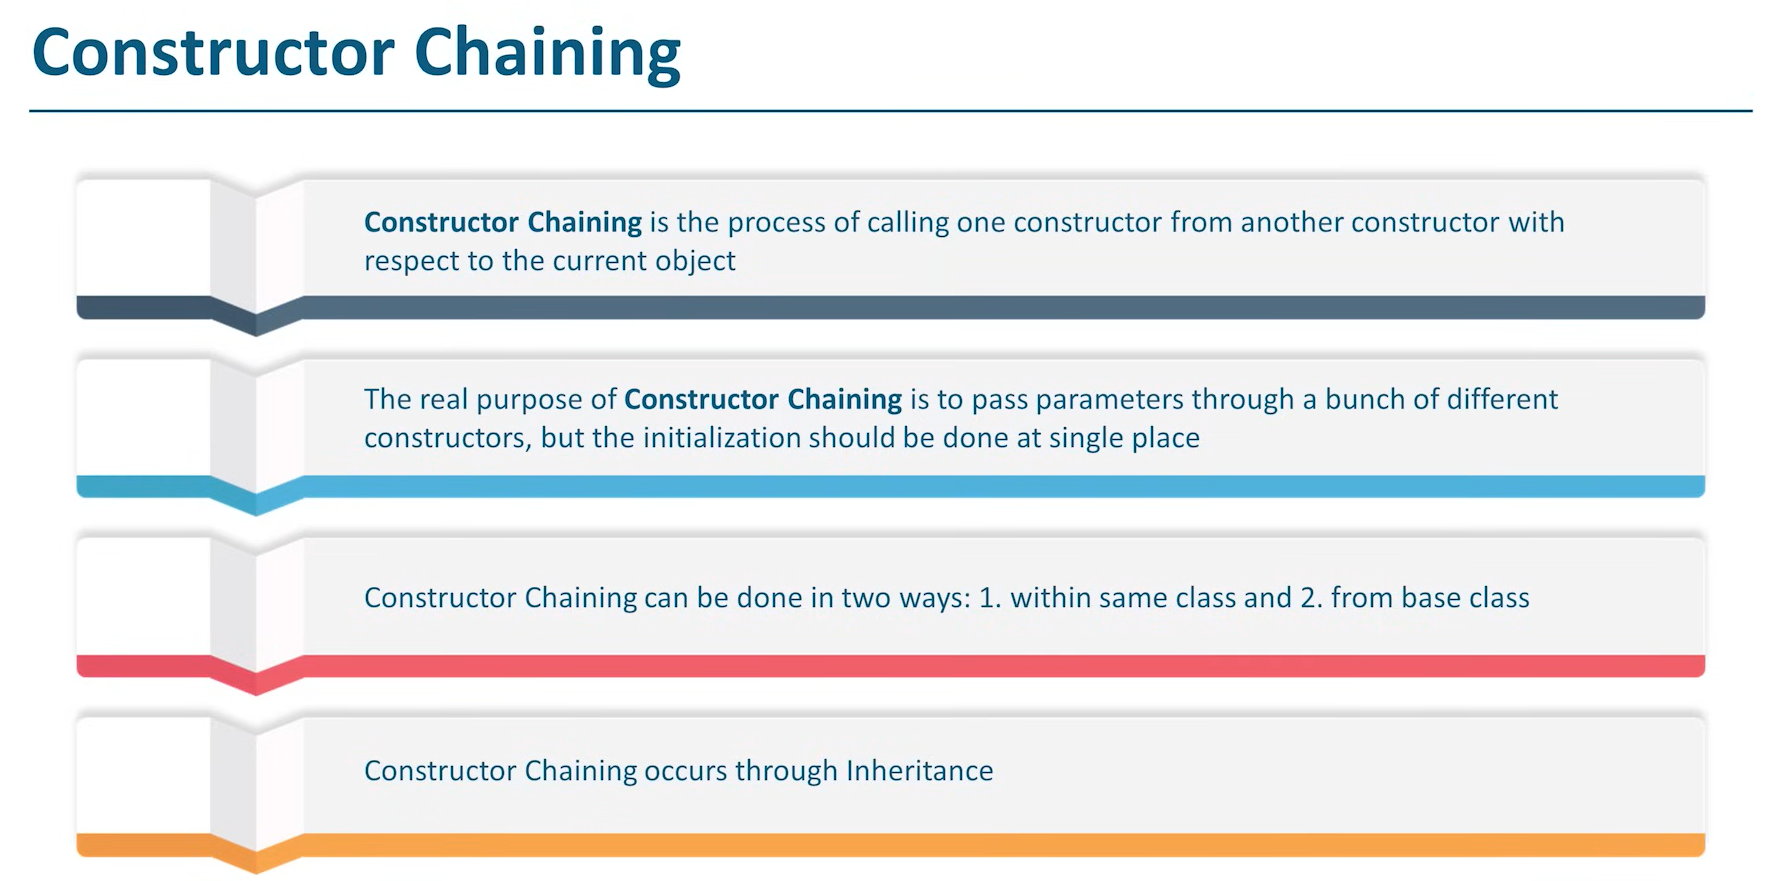 Constructor Chaining
Constructor Chaining is the process of calling one constructor from another constructor with
respect to the current object
The real purpose of Constructor Chaining is to pass parameters through a bunch of different
constructors, but the initialization should be done at single place
Constructor Chaining can be done in two ways: 1. within same class and 2. from base class
Constructor Chaining occurs through Inheritance